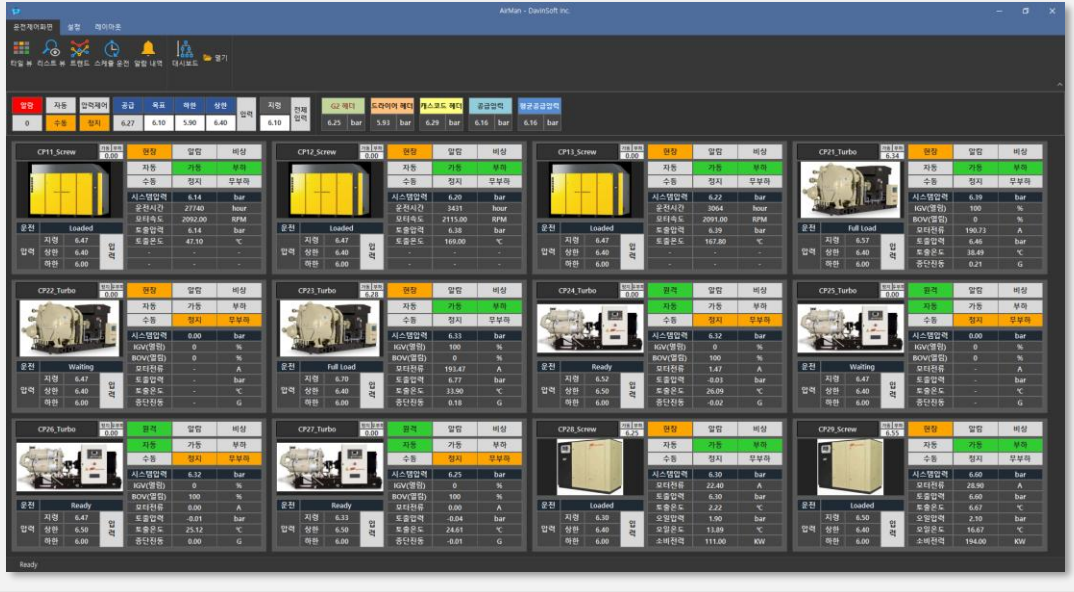 AirMan - DavinSoft Inc.
운전제어화면 설정 레이아웃
타일 뷰 리스트 뷰 트렌드 스케줄 운전 알람 내역 대시보드 열기
알람 자동 압력제어 공급 목표 하한 상한 입력 지령 전체 입력 G2 헤더 드라이어 헤더 캐스코드 헤더 공급압력 평균공급압력
0 수동 정지 6.27 6.10 5.90 6.40 6.10 6.25 bar 5.93 bar 6.29 bar 6.16 bar 6.16 bar
CP11_Screw 0.00 현장 알람 비상
자동 가동 부하
수동 정지 무부하
시스템압력 6.14 bar
운전시간 27740 hour
모터속도 2092.00 RPM
운전 Loaded 토출압력 6.14 bar
지령 6.47 토출온도 47.10 ℃
압력 상한 6.40 입력 - - -
하한 6.00 - - -
CP12_Screw 0.00 현장 알람 비상
자동 가동 부하
수동 정지 무부하
시스템압력 6.20 bar
운전시간 3431 hour
모터속도 2115.00 RPM
운전 Loaded 토출압력 6.38 bar
지령 6.47 토출온도 169.00 ℃
압력 상한 6.40 입력 - - -
하한 6.00 - - -
CP13_Screw 0.00 현장 알람 비상
자동 가동 부하
수동 정지 무부하
시스템압력 6.22 bar
운전시간 3064 hour
모터속도 2091.00 RPM
운전 Loaded 토출압력 6.39 bar
지령 6.47 토출온도 167.80 ℃
압력 상한 6.40 입력 - - -
하한 6.00 - - -
CP21_Turbo 6.34 현장 알람 비상
자동 가동 부하
수동 정지 무부하
시스템압력 6.39 bar
IGV(열림) 100 %
BOV(열림) 0 %
운전 Full Load 모터전류 190.73 A
지령 6.57 토출압력 6.46 bar
압력 상한 6.40 입력 토출온도 38.49 ℃
하한 6.00 중단진동 0.21 G
CP22_Turbo 0.00 현장 알람 비상
자동 가동 부하
수동 정지 무부하
시스템압력 0.00 bar
IGV(열림) 0 %
BOV(열림) 0 %
운전 Waiting 모터전류 - A
지령 6.47 토출압력 - bar
압력 상한 6.40 입력 토출온도 - ℃
하한 6.00 중단진동 - G
CP23_Turbo 6.28 현장 알람 비상
자동 가동 부하
수동 정지 무부하
시스템압력 6.33 bar
IGV(열림) 100 %
BOV(열림) 0 %
운전 Full Load 모터전류 193.47 A
지령 6.70 토출압력 6.77 bar
압력 상한 6.40 입력 토출온도 33.90 ℃
하한 6.00 중단진동 0.18 G
CP24_Turbo 0.00 원격 알람 비상
자동 가동 부하
수동 정지 무부하
시스템압력 6.32 bar
IGV(열림) 0 %
BOV(열림) 100 %
운전 Ready 모터전류 1.47 A
지령 6.52 토출압력 -0.03 bar
압력 상한 6.50 입력 토출온도 26.09 ℃
하한 6.00 중단진동 -0.02 G
CP25_Turbo 0.00 원격 알람 비상
자동 가동 부하
수동 정지 무부하
시스템압력 0.00 bar
IGV(열림) 0 %
BOV(열림) 0 %
운전 Waiting 모터전류 - A
지령 6.47 토출압력 - bar
압력 상한 6.40 입력 토출온도 - ℃
하한 6.00 중단진동 - G
CP26_Turbo 0.00 원격 알람 비상
자동 가동 부하
수동 정지 무부하
시스템압력 6.32 bar
IGV(열림) 0 %
BOV(열림) 100 %
운전 Ready 모터전류 0.00 A
지령 6.47 토출압력 -0.01 bar
압력 상한 6.50 입력 토출온도 25.12 ℃
하한 6.00 중단진동 0.00 G
CP27_Turbo 0.00 원격 알람 비상
자동 가동 부하
수동 정지 무부하
시스템압력 6.25 bar
IGV(열림) 0 %
BOV(열림) 100 %
운전 Ready 모터전류 0.00 A
지령 6.33 토출압력 -0.04 bar
압력 상한 6.50 입력 토출온도 24.61 ℃
하한 6.00 중단진동 -0.01 G
CP28_Screw 6.25 현장 알람 비상
자동 가동 부하
수동 정지 무부하
시스템압력 6.30 bar
모터전류 22.40 A
토출압력 6.30 bar
운전 Loaded 토출온도 2.22 ℃
지령 6.30 오일압력 1.90 bar
압력 상한 6.40 입력 오일온도 13.89 ℃
하한 6.00 소비전력 111.00 KW
CP29_Screw 6.55 현장 알람 비상
자동 가동 부하
수동 정지 무부하
시스템압력 6.60 bar
모터전류 28.90 A
토출압력 6.60 bar
운전 Loaded 토출온도 6.67 ℃
지령 6.50 오일압력 2.10 bar
압력 상한 6.40 입력 오일온도 16.67 ℃
하한 6.00 소비전력 194.00 KW
Ready